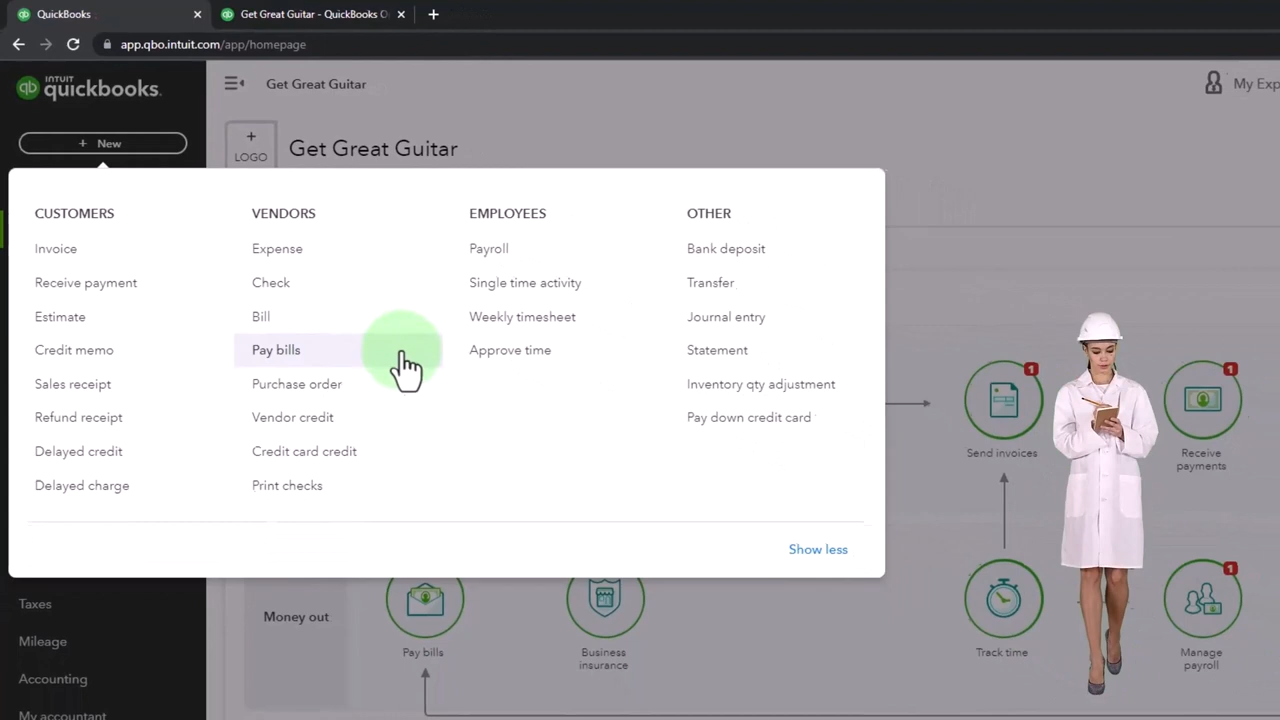 QuickBooks
Get Great Guitar - QuickBooks O
app.qbo.intuit.com/app/homepage
INTUIT
qb quickbooks.
Get Great Guitar
My Exp
+ New
+
LOGO
Get Great Guitar
CUSTOMERS
Invoice
Receive payment
Estimate
Credit memo
Sales receipt
Refund receipt
Delayed credit
Delayed charge
VENDORS
Expense
Check
Bill
Pay bills
Purchase order
Vendor credit
Credit card credit
Print checks
EMPLOYEES
Payroll
Single time activity
Weekly timesheet
Approve time
OTHER
Bank deposit
Transfer
Journal entry
Statement
Inventory qty adjustment
Pay down credit card
Show less
1
Send invoices
1
Receive
payments
Taxes
Mileage
Accounting
My accountant
Money out
Pay bills
Business
insurance
Track time
1
Manage
payroll